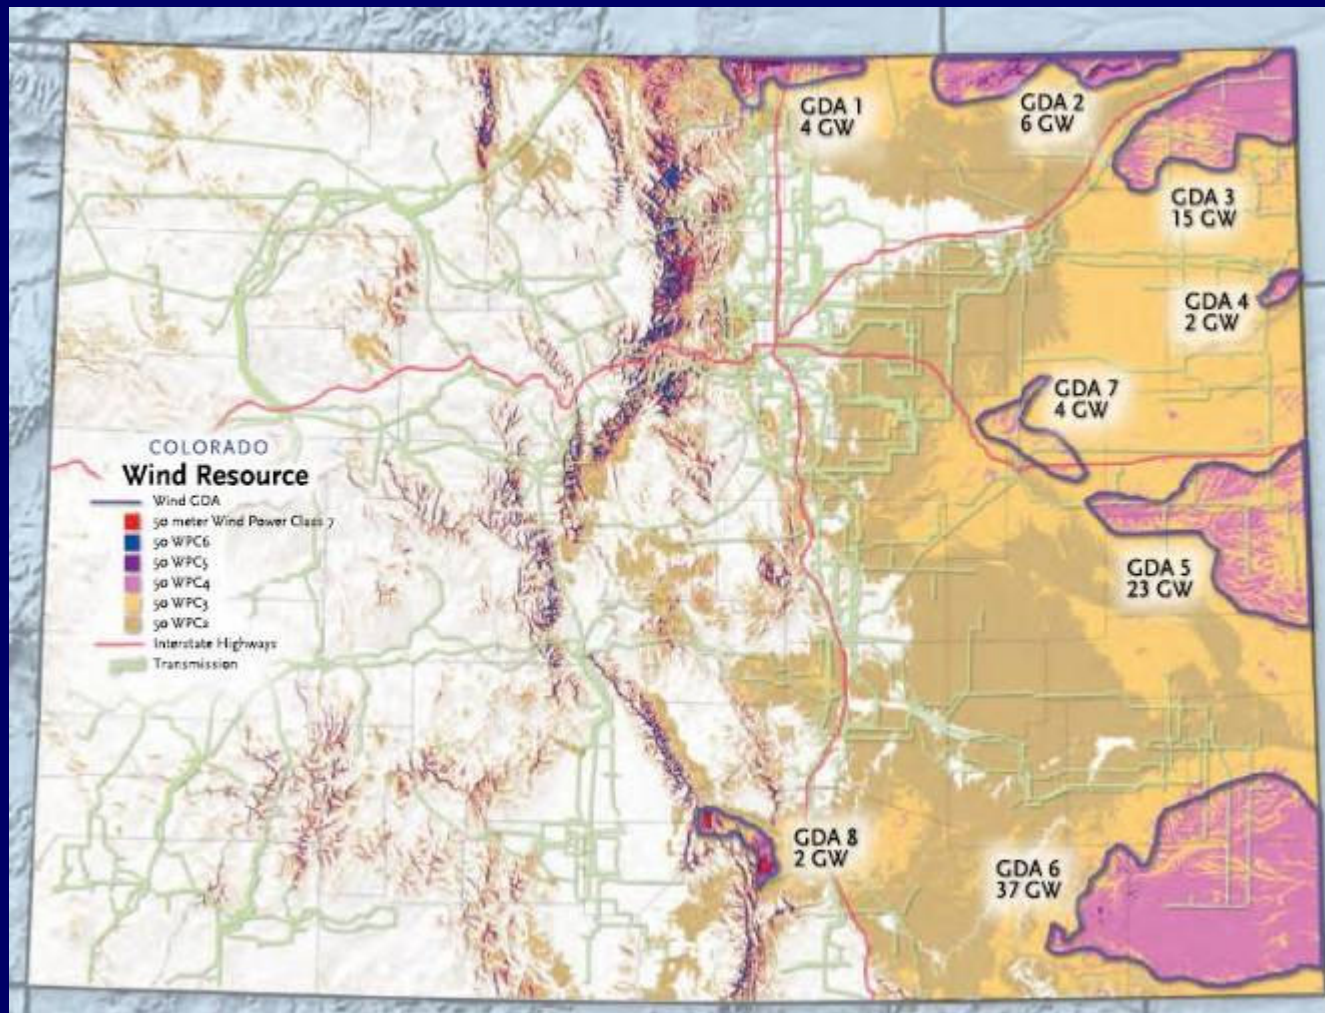 GDA 1
4 GW
GDA 2
6 GW
GDA 3
15 GW
GDA 4
2 GW
GDA 7
4 GW
COLORADO
Wind Resource
Wind GDA
50 meter Wind Power Class 7
50 WPC6
50 WPC5
50 WPC4
50 WPC3
50 WPC2
Interstate Highways
Transmission
GDA 5
23 GW
GDA 8
2 GW
GDA 6
37 GW